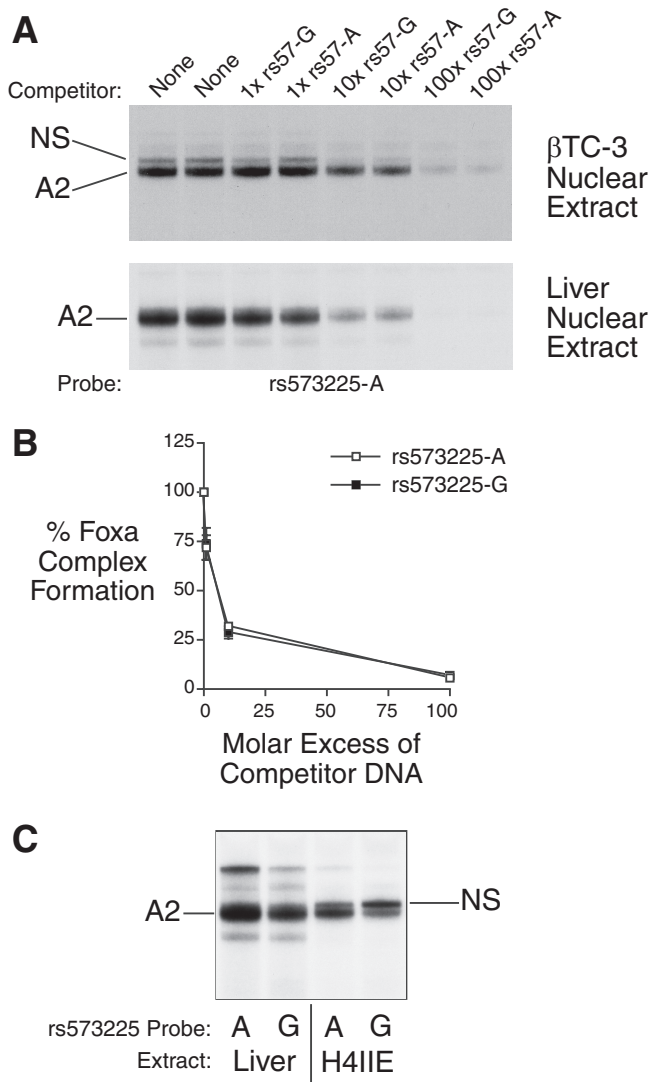 A
Competitor:
None
None
1x rs57-G
1x rs57-A
10x rs57-G
10x rs57-A
100x rs57-G
100x rs57-A
NS
A2
βTC-3
Nuclear
Extract
A2
Liver
Nuclear
Extract
Probe:
rs573225-A
B
% Foxa
Complex
Formation
125
100
75
50
25
0
rs573225-A
rs573225-G
0 25 50 75 100
Molar Excess of
Competitor DNA
C
A2
NS
rs573225 Probe: A G A G
Extract: Liver H4IIE